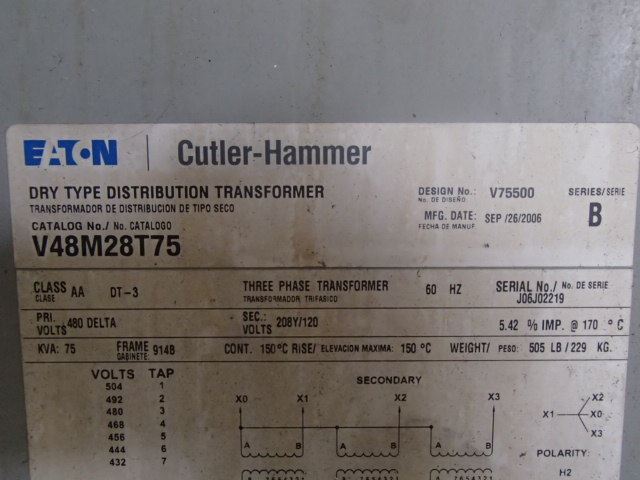 EATON | Cutler-Hammer
DRY TYPE DISTRIBUTION TRANSFORMER
TRANSFORMADOR DE DISTRIBUCION DE TIPO SECO
CATALOG No./ No. CATALOGO
V48M28T75
DESIGN No.: V75500
No. DE DISEÑO
MFG. DATE: SEP /26/2006
FECHA DE MANUF.
SERIES/SERIE
B
CLASS AA DT-3 THREE PHASE TRANSFORMER 60 HZ SERIAL No./ No. DE SERIE
CLASE TRANSFORMADOR TRIFASICO J06J02219
PRI. SEC.:
VOLTS 480 DELTA VOLTS 208Y/120 5.42 % IMP. @ 170 °C
KVA: 75 FRAME 914B CONT. 150 °C RISE/ ELEVACION MAXIMA: 150 °C WEIGHT/ PESO: 505 LB / 229 KG.
GABINETE:
VOLTS TAP
504 1
492 2
480 3
468 4
456 5
444 6
432 7
SECONDARY
X0 X1 X2 X3
A B A B A B
7654321 7654321 7654321
X2
X1 X0
X3
POLARITY:
H2